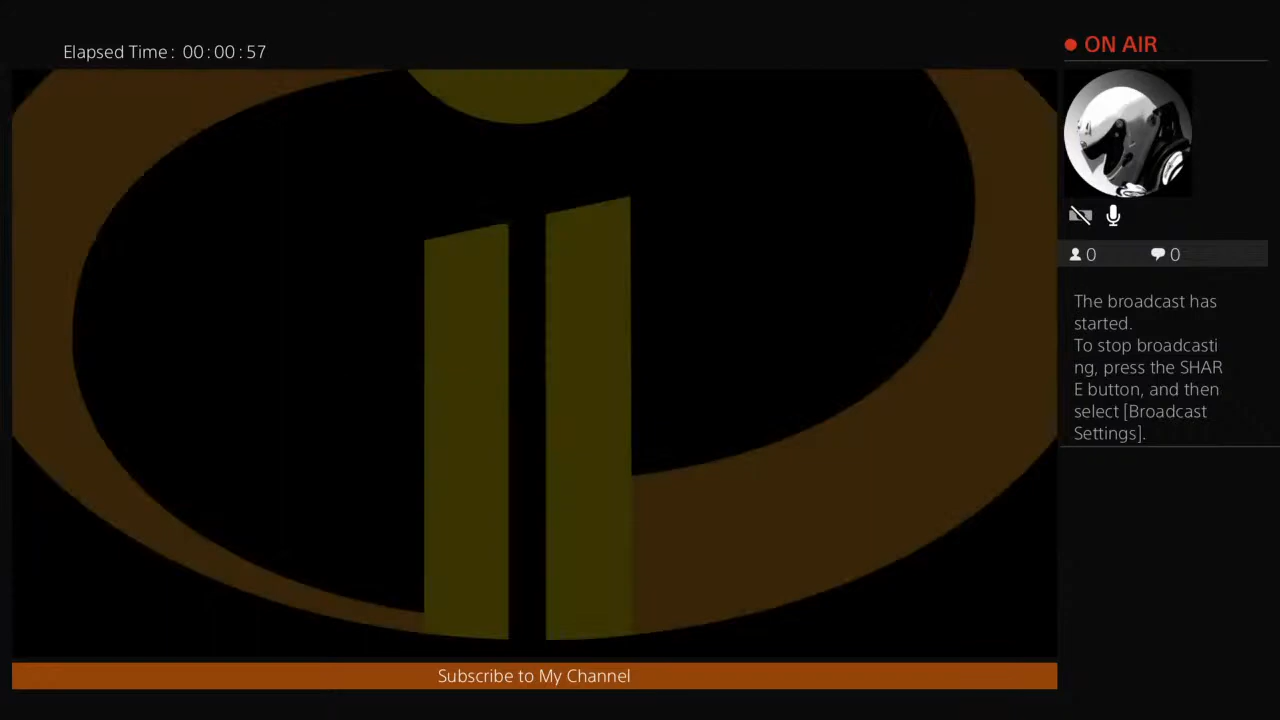 Elapsed Time: 00:00:57
ON AIR
0
0
The broadcast has
started.
To stop broadcasti
ng, press the SHAR
E button, and then
select [Broadcast
Settings].
Subscribe to My Channel